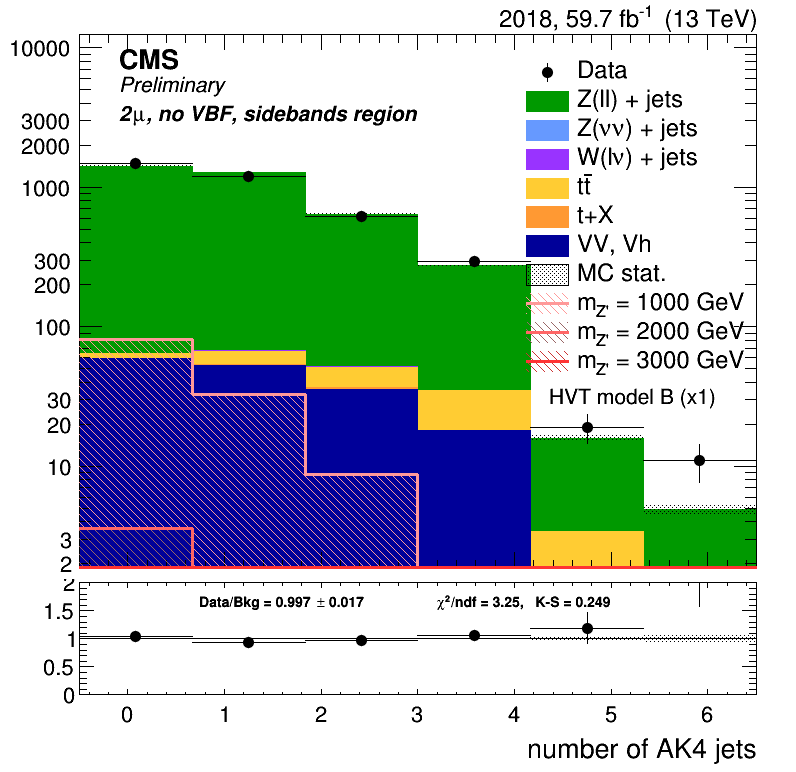 2018, 59.7 fb⁻¹ (13 TeV)
CMS
Preliminary
2μ, no VBF, sidebands region
Data
Z(ll) + jets
Z(νν) + jets
W(lν) + jets
tt̄
t+X
VV, Vh
MC stat.
m_Z' = 1000 GeV
m_Z' = 2000 GeV
m_Z' = 3000 GeV
HVT model B (x1)
10000
3000
2000
1000
300
200
100
30
20
10
3
2
Data/Bkg = 0.997 ± 0.017
χ²/ndf = 3.25, K-S = 0.249
2
1.5
1
0.5
0
0 1 2 3 4 5 6
number of AK4 jets